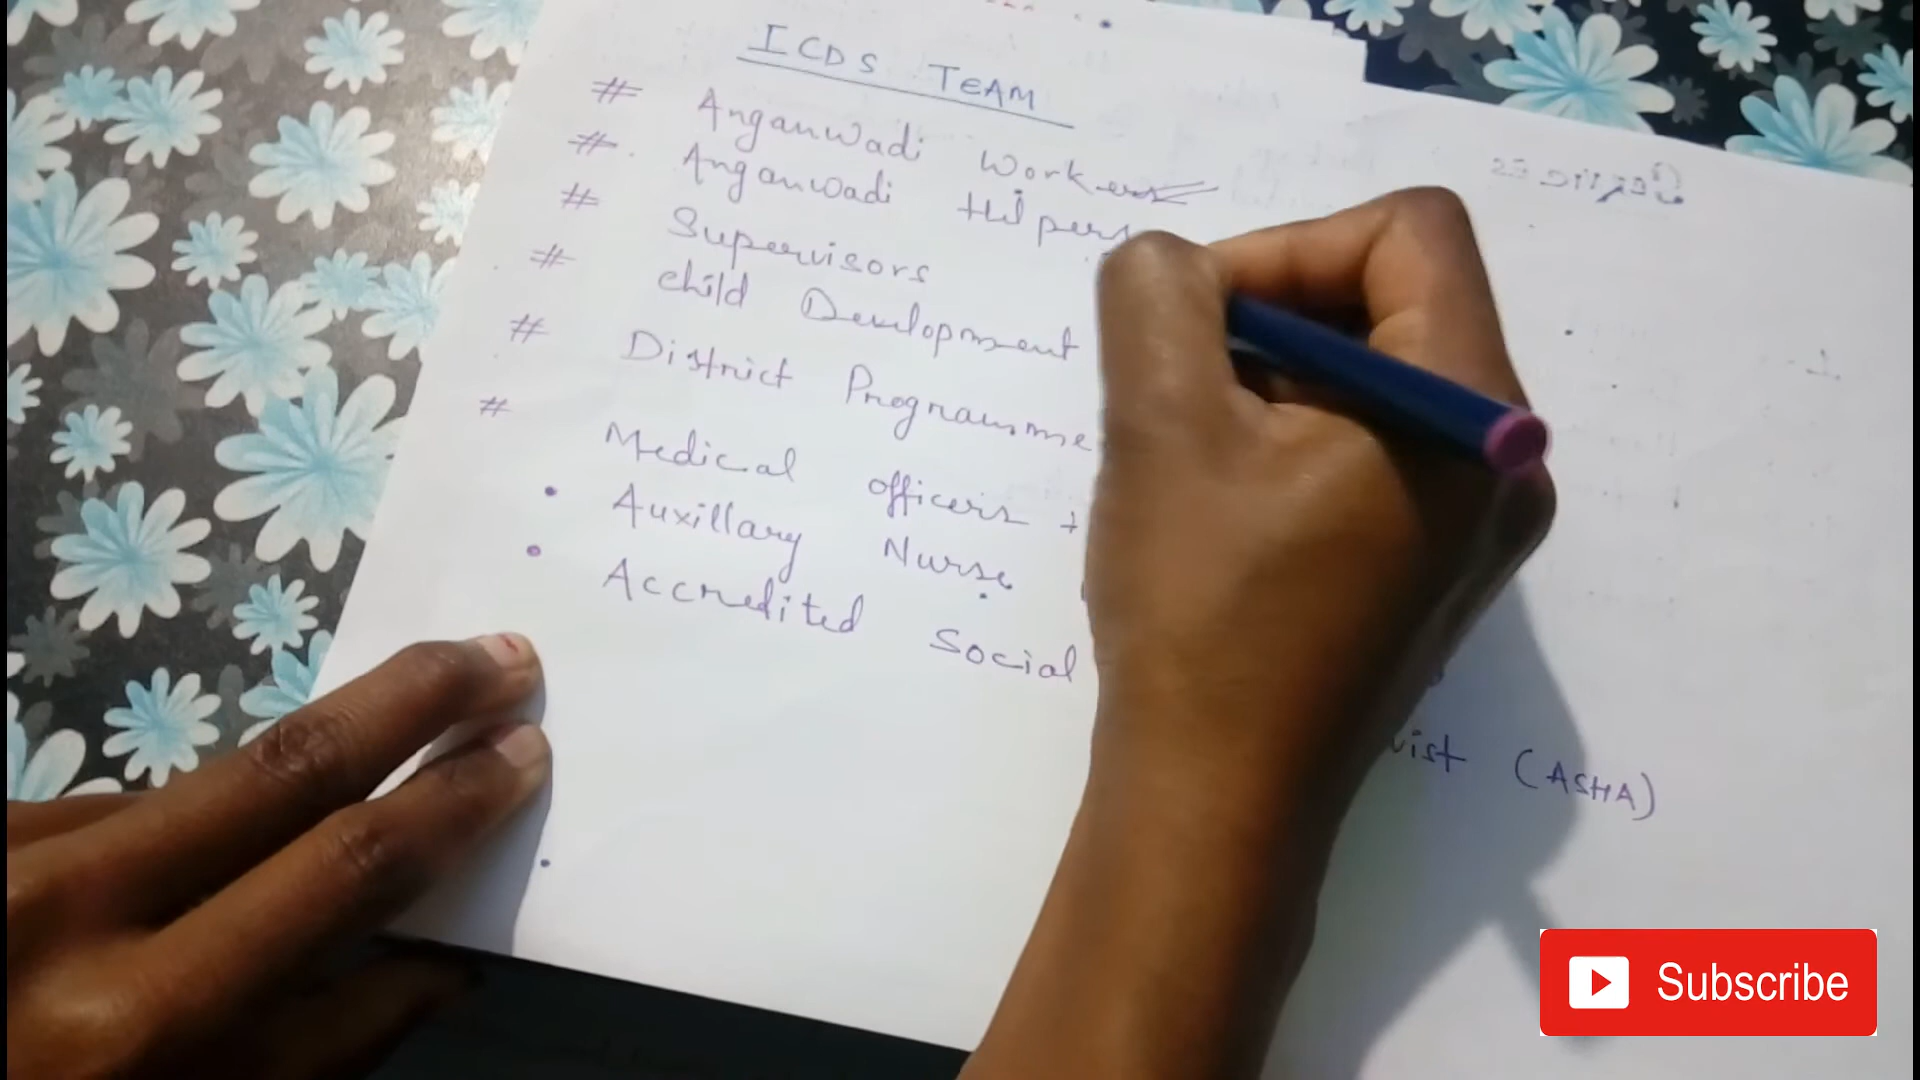 ICDS TEAM
# Anganwadi Workers
# Anganwadi Helpers
# Supervisors
# Child Development
# District Programme
# Medical officers +
• Auxillary Nurse
• Accredited Social
vist (ASHA)
Subscribe